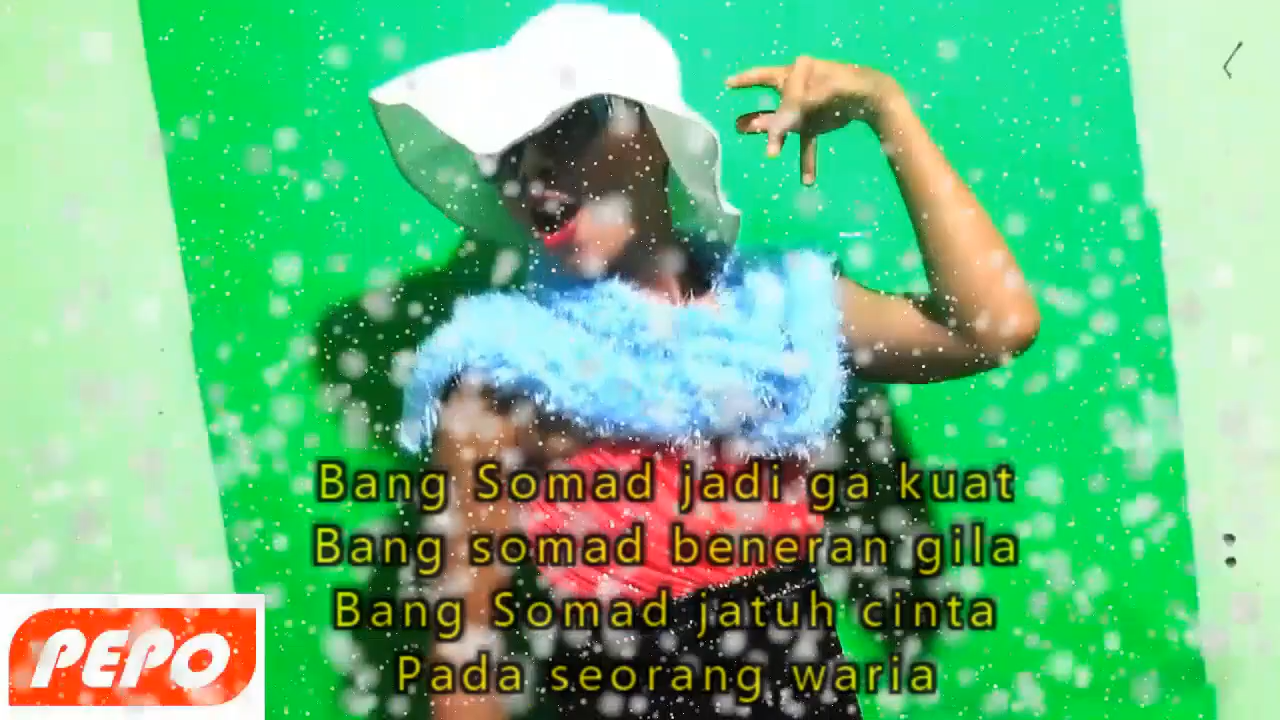 Bang Somad jadi ga kuat
Bang somad beneran gila
Bang Somad jatuh cinta
Pada seorang waria
PEPO